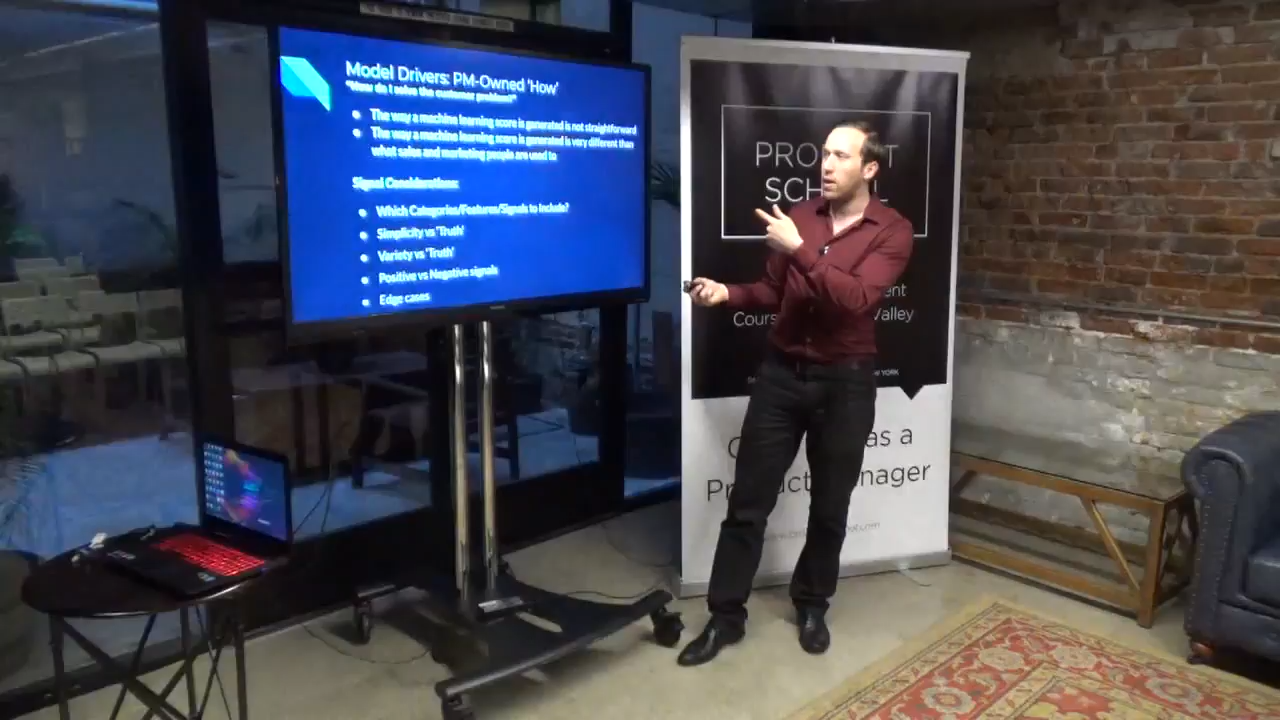 Model Drivers: PM-Owned 'How'
"How do I solve the customer problem?"
• The way a machine learning score is generated is not straightforward
• The way a machine learning score is generated is very different than
what sales and marketing people are used to
Signal Considerations:
• Which Categories/Features/Signals to Include?
• Simplicity vs 'Truth'
• Variety vs 'Truth'
• Positive vs Negative signals
• Edge cases
PRO T
SCH L
ent
Cours Valley
YORK
as a
P nager